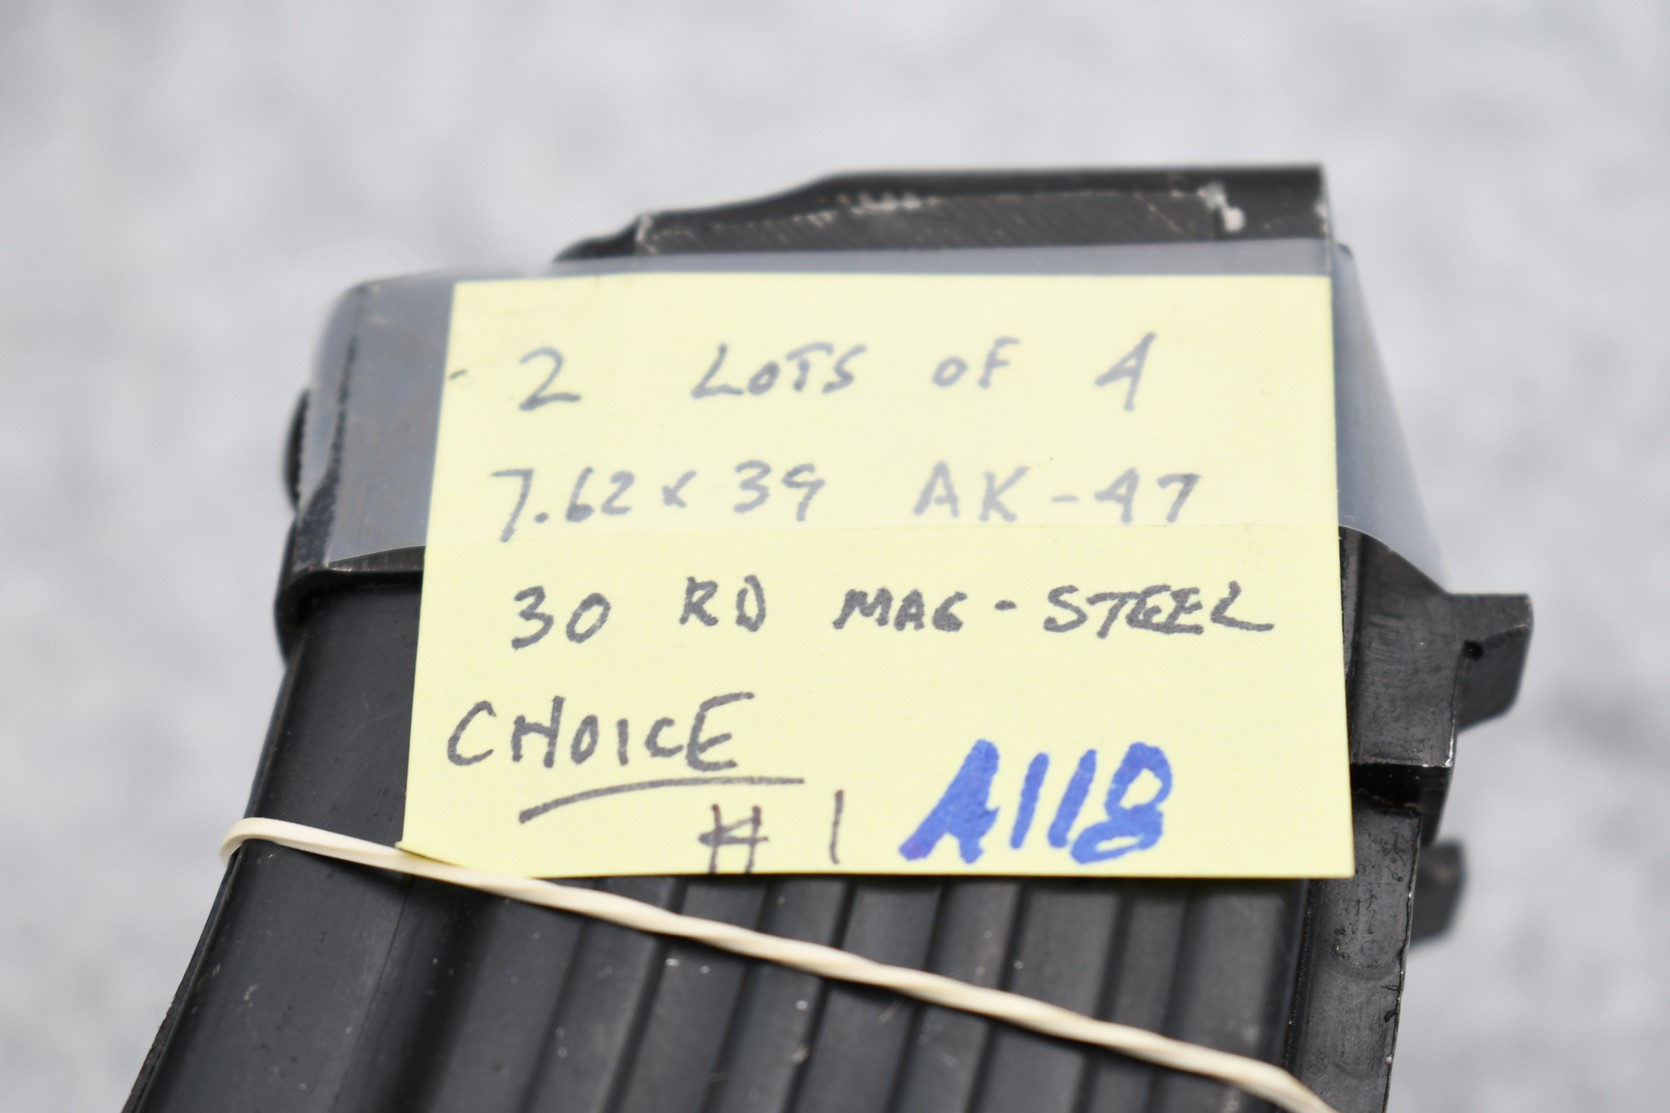 2 LOTS OF 4
7.62x39 AK-47
30 RD MAG-STEEL
CHOICE
# 1 A118